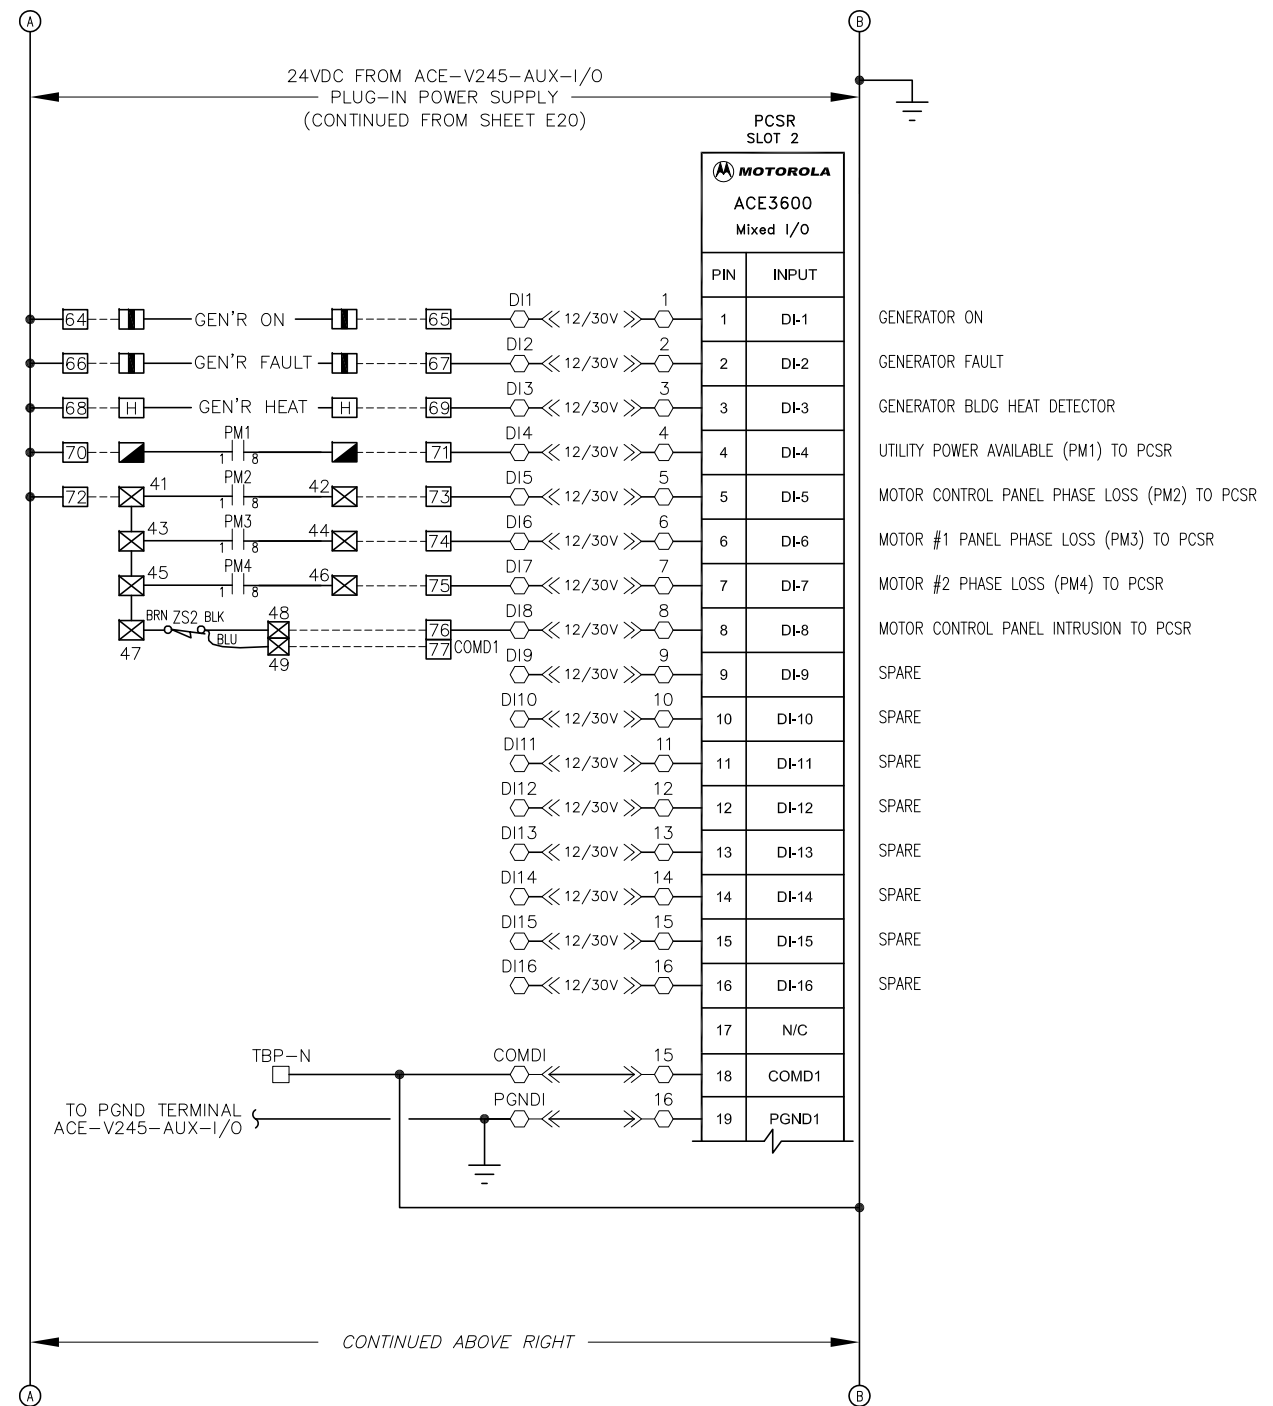 A B
24VDC FROM ACE-V245-AUX-I/O
PLUG-IN POWER SUPPLY
(CONTINUED FROM SHEET E20)
PCSR
SLOT 2
MOTOROLA
ACE3600
Mixed I/O
PIN INPUT
64 GEN'R ON 65 DI1 12/30V 1 1 DI-1 GENERATOR ON
66 GEN'R FAULT 67 DI2 12/30V 2 2 DI-2 GENERATOR FAULT
68 H GEN'R HEAT H 69 DI3 12/30V 3 3 DI-3 GENERATOR BLDG HEAT DETECTOR
70 PM1 1 8 71 DI4 12/30V 4 4 DI-4 UTILITY POWER AVAILABLE (PM1) TO PCSR
72 41 PM2 1 8 42 73 DI5 12/30V 5 5 DI-5 MOTOR CONTROL PANEL PHASE LOSS (PM2) TO PCSR
43 PM3 1 8 44 74 DI6 12/30V 6 6 DI-6 MOTOR #1 PANEL PHASE LOSS (PM3) TO PCSR
45 PM4 1 8 46 75 DI7 12/30V 7 7 DI-7 MOTOR #2 PHASE LOSS (PM4) TO PCSR
47 BRN ZS2 BLK 48 76 DI8 12/30V 8 8 DI-8 MOTOR CONTROL PANEL INTRUSION TO PCSR
BLU 49 77 COMD1
DI9 12/30V 9 9 DI-9 SPARE
DI10 12/30V 10 10 DI-10 SPARE
DI11 12/30V 11 11 DI-11 SPARE
DI12 12/30V 12 12 DI-12 SPARE
DI13 12/30V 13 13 DI-13 SPARE
DI14 12/30V 14 14 DI-14 SPARE
DI15 12/30V 15 15 DI-15 SPARE
DI16 12/30V 16 16 DI-16 SPARE
17 N/C
TBP-N COMDI 15 18 COMD1
TO PGND TERMINAL
ACE-V245-AUX-I/O
PGNDI 16 19 PGND1
CONTINUED ABOVE RIGHT
A B